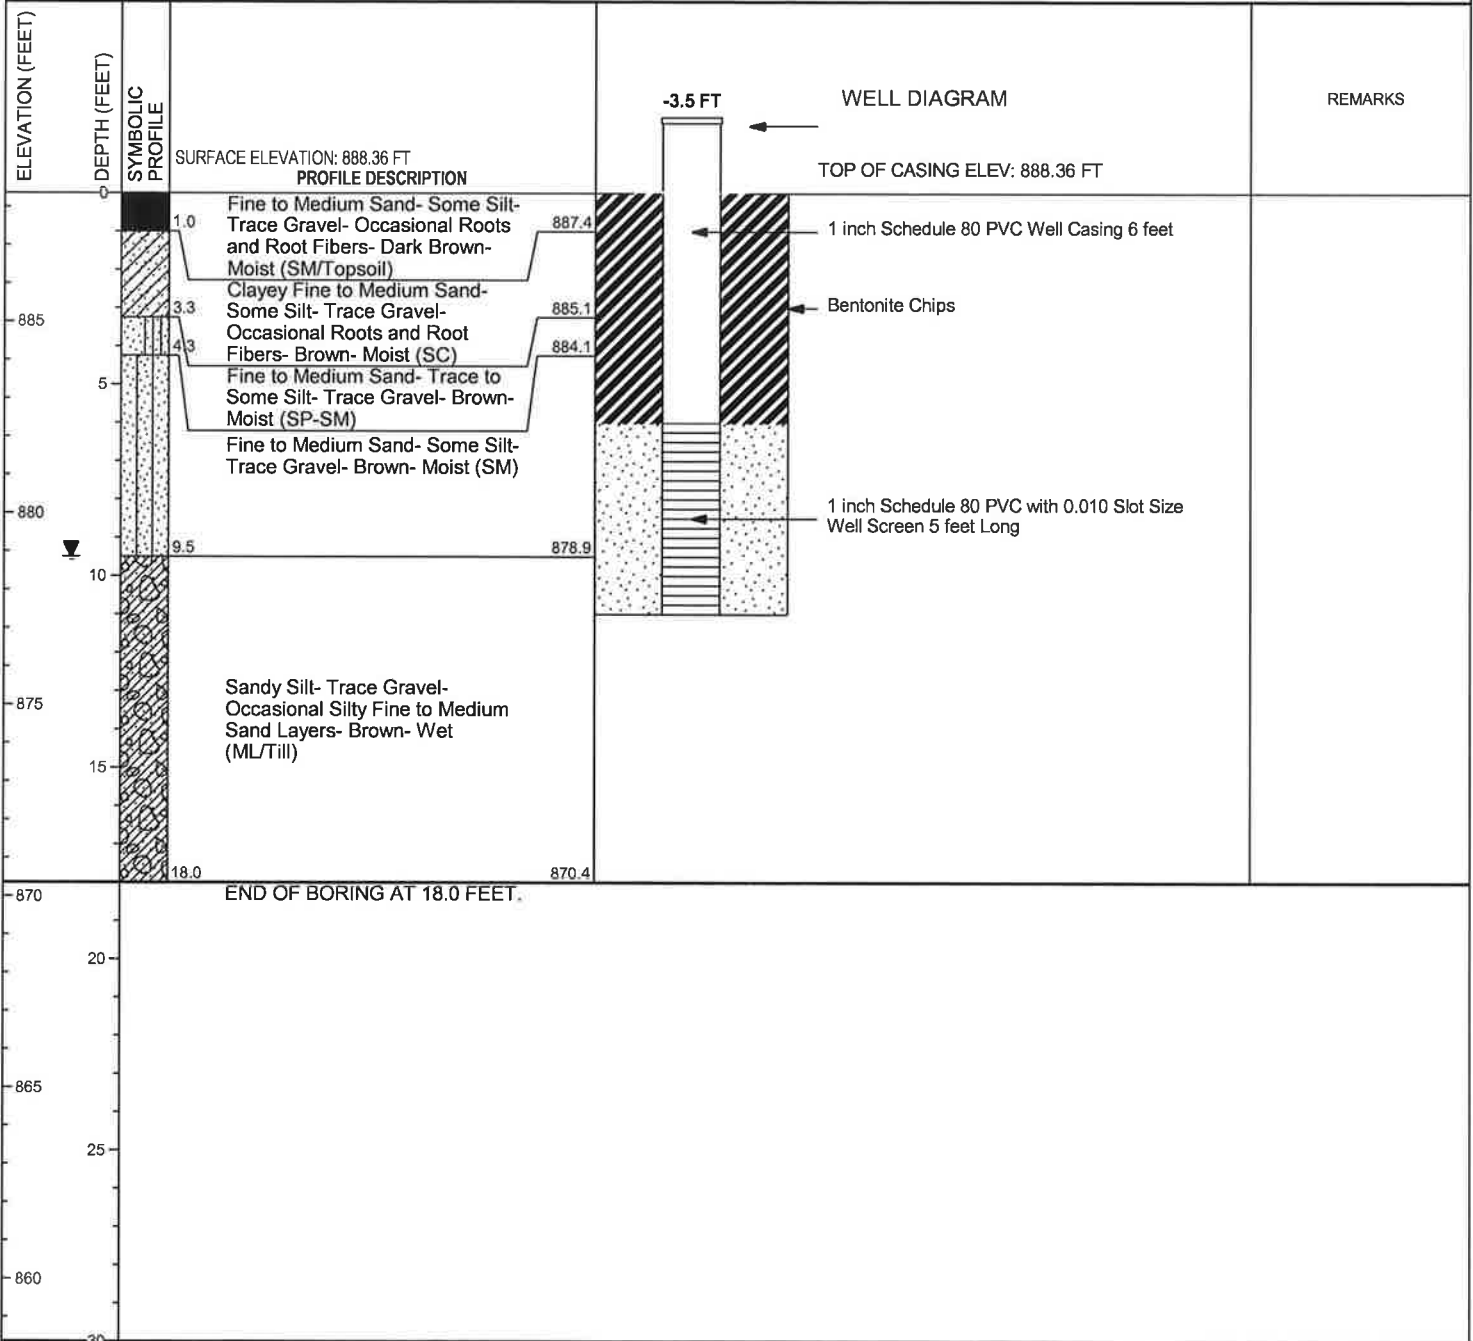 ELEVATION (FEET)
DEPTH (FEET)
SYMBOLIC
PROFILE
SURFACE ELEVATION: 888.36 FT
PROFILE DESCRIPTION
-3.5 FT
WELL DIAGRAM
TOP OF CASING ELEV: 888.36 FT
REMARKS
0
Fine to Medium Sand- Some Silt-
1.0
Trace Gravel- Occasional Roots
887.4
and Root Fibers- Dark Brown-
Moist (SM/Topsoil)
1 inch Schedule 80 PVC Well Casing 6 feet
Clayey Fine to Medium Sand-
3.3
Some Silt- Trace Gravel-
885.1
Occasional Roots and Root
Fibers- Brown- Moist (SC)
Bentonite Chips
885
4.3
884.1
Fine to Medium Sand- Trace to
Some Silt- Trace Gravel- Brown-
Moist (SP-SM)
5
Fine to Medium Sand- Some Silt-
Trace Gravel- Brown- Moist (SM)
880
1 inch Schedule 80 PVC with 0.010 Slot Size
Well Screen 5 feet Long
9.5
878.9
10
Sandy Silt- Trace Gravel-
Occasional Silty Fine to Medium
Sand Layers- Brown- Wet
(ML/Till)
875
15
18.0
870.4
870
END OF BORING AT 18.0 FEET.
20
865
25
860
30